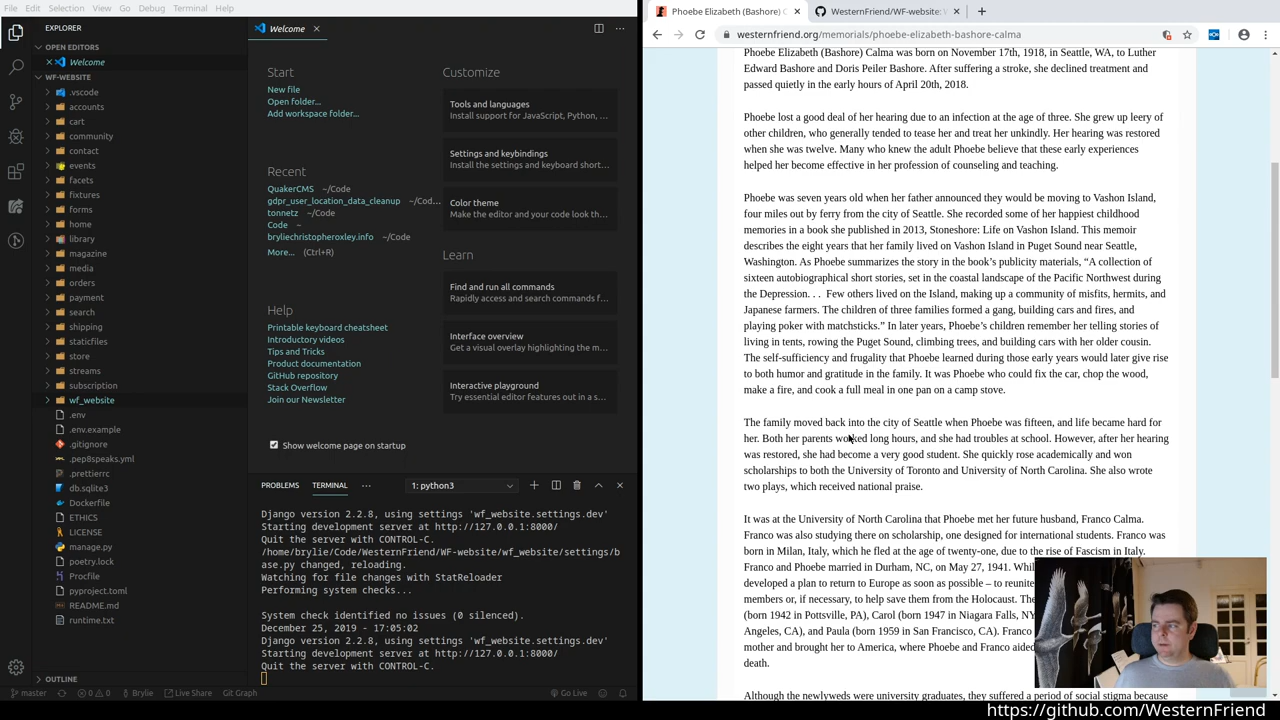 File Edit Selection View Go Debug Terminal Help
EXPLORER
OPEN EDITORS
Welcome
WF-WEBSITE
.vscode
accounts
cart
community
contact
events
facets
fixtures
forms
home
library
magazine
media
orders
payment
search
shipping
staticfiles
store
streams
subscription
wf_website
.env
.env.example
.gitignore
.pep8speaks.yml
.prettierrc
db.sqlite3
Dockerfile
ETHICS
LICENSE
manage.py
poetry.lock
Procfile
pyproject.toml
README.md
runtime.txt
OUTLINE
master 0 0 Brylie Live Share Git Graph
Go Live
Welcome
Start
New file
Open folder...
Add workspace folder...
Recent
QuakerCMS ~/Code
gdpr_user_location_data_cleanup ~/Cod...
tonnetz ~/Code
Code ~
bryliechristopheroxley.info ~/Code
More... (Ctrl+R)
Help
Printable keyboard cheatsheet
Introductory videos
Tips and Tricks
Product documentation
GitHub repository
Stack Overflow
Join our Newsletter
Show welcome page on startup
Customize
Tools and languages
Install support for JavaScript, Python, ...
Settings and keybindings
Install the settings and keyboard short...
Color theme
Make the editor and your code look th...
Learn
Find and run all commands
Rapidly access and search commands f...
Interface overview
Get a visual overlay highlighting the m...
Interactive playground
Try essential editor features out in a s...
PROBLEMS TERMINAL ... 1: python3
Django version 2.2.8, using settings 'wf_website.settings.dev'
Starting development server at http://127.0.0.1:8000/
Quit the server with CONTROL-C.
/home/brylie/Code/WesternFriend/WF-website/wf_website/settings/b
ase.py changed, reloading.
Watching for file changes with StatReloader
Performing system checks...
System check identified no issues (0 silenced).
December 25, 2019 - 17:05:02
Django version 2.2.8, using settings 'wf_website.settings.dev'
Starting development server at http://127.0.0.1:8000/
Quit the server with CONTROL-C.
Phoebe Elizabeth (Bashore) C
WesternFriend/WF-website:
westernfriend.org/memorials/phoebe-elizabeth-bashore-calma
Phoebe Elizabeth (Bashore) Calma was born on November 17th, 1918, in Seattle, WA, to Luther
Edward Bashore and Doris Peiler Bashore. After suffering a stroke, she declined treatment and
passed quietly in the early hours of April 20th, 2018.
Phoebe lost a good deal of her hearing due to an infection at the age of three. She grew up leery of
other children, who generally tended to tease her and treat her unkindly. Her hearing was restored
when she was twelve. Many who knew the adult Phoebe believe that these early experiences
helped her become effective in her profession of counseling and teaching.
Phoebe was seven years old when her father announced they would be moving to Vashon Island,
four miles out by ferry from the city of Seattle. She recorded some of her happiest childhood
memories in a book she published in 2013, Stoneshore: Life on Vashon Island. This memoir
describes the eight years that her family lived on Vashon Island in Puget Sound near Seattle,
Washington. As Phoebe summarizes the story in the book's publicity materials, “A collection of
sixteen autobiographical short stories, set in the coastal landscape of the Pacific Northwest during
the Depression. . .  Few others lived on the Island, making up a community of misfits, hermits, and
Japanese farmers. The children of three families formed a gang, building cars and fires, and
playing poker with matchsticks.” In later years, Phoebe’s children remember her telling stories of
living in tents, rowing the Puget Sound, climbing trees, and building cars with her older cousin.
The self-sufficiency and frugality that Phoebe learned during those early years would later give rise
to both humor and gratitude in the family. It was Phoebe who could fix the car, chop the wood,
make a fire, and cook a full meal in one pan on a camp stove.
The family moved back into the city of Seattle when Phoebe was fifteen, and life became hard for
her. Both her parents worked long hours, and she had troubles at school. However, after her hearing
was restored, she had become a very good student. She quickly rose academically and won
scholarships to both the University of Toronto and University of North Carolina. She also wrote
two plays, which received national praise.
It was at the University of North Carolina that Phoebe met her future husband, Franco Calma.
Franco was also studying there on scholarship, one designed for international students. Franco was
born in Milan, Italy, which he fled at the age of twenty-one, due to the rise of Fascism in Italy.
Franco and Phoebe married in Durham, NC, on May 27, 1941. Whil
developed a plan to return to Europe as soon as possible – to reunite
members or, if necessary, to help save them from the Holocaust. The
(born 1942 in Pottsville, PA), Carol (born 1947 in Niagara Falls, NY
Angeles, CA), and Paula (born 1959 in San Francisco, CA). Franco
mother and brought her to America, where Phoebe and Franco aided
death.
Although the newlyweds were university graduates, they suffered a period of social stigma because
https://github.com/WesternFriend